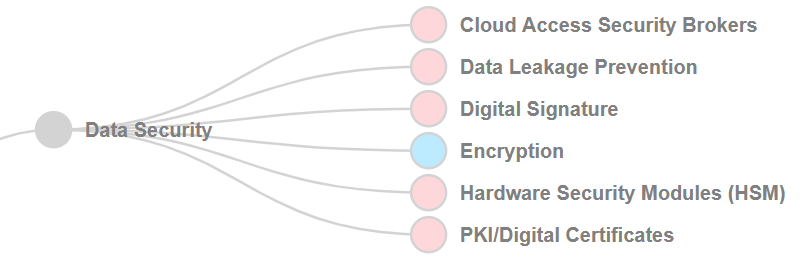 Cloud Access Security Brokers
Data Leakage Prevention
Digital Signature
Data Security
Encryption
Hardware Security Modules (HSM)
PKI/Digital Certificates